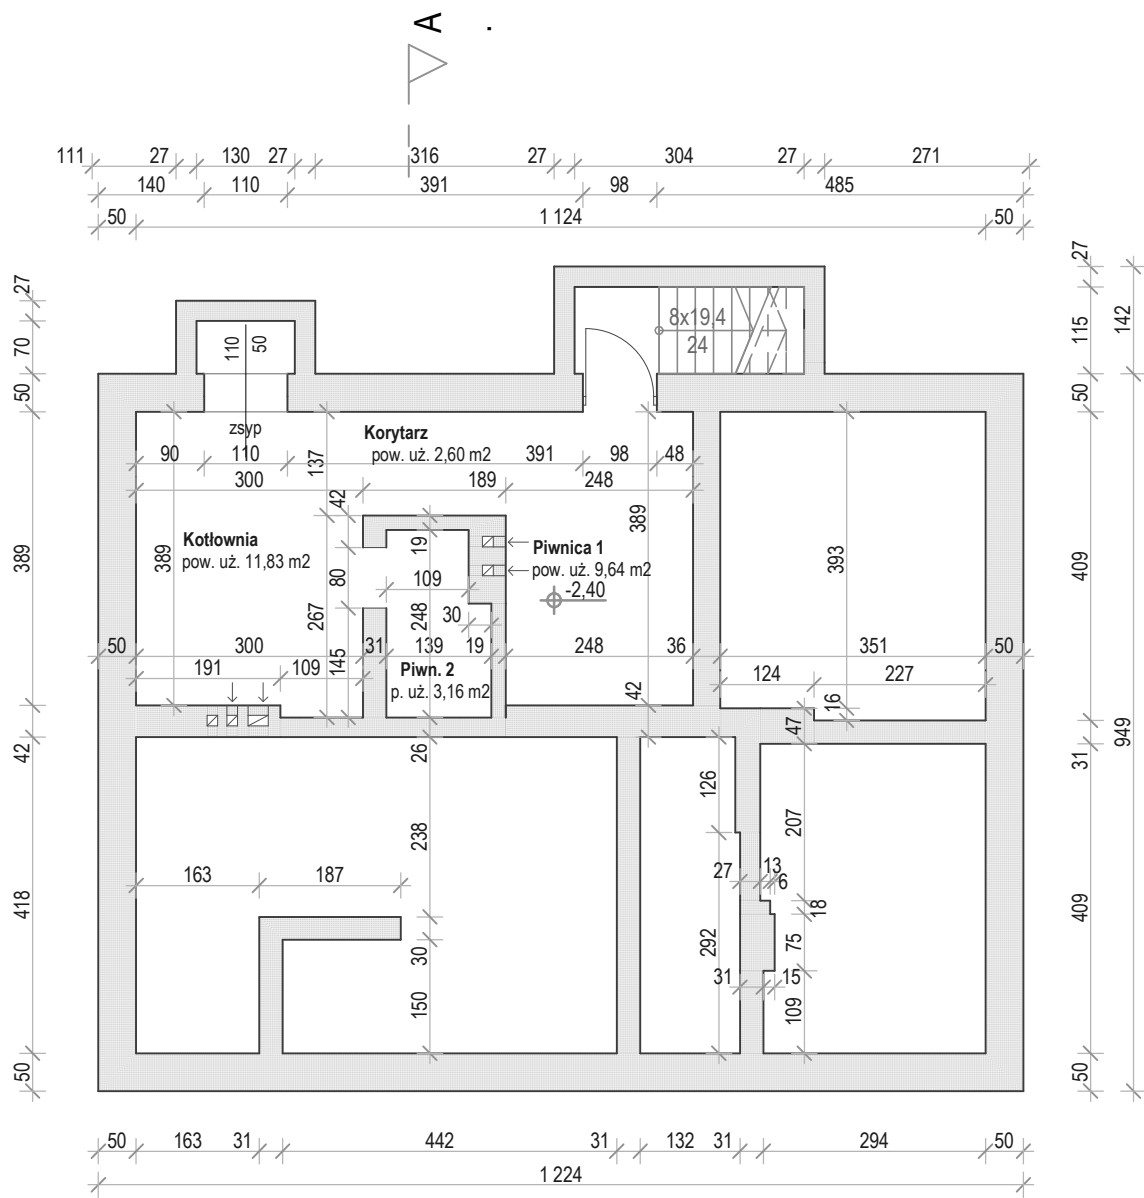 A .
111 27 130 27 316 27 304 27 271
140 110 391 98 485
50 1 124 50
27
27
142
8x19,4
24
110
50
70
115
50
50
zsyp
Korytarz
pow. uż. 2,60 m2
90 110 137 391 98 48
300 189 248
42
389
Kotłownia
pow. uż. 11,83 m2
Piwnica 1
pow. uż. 9,64 m2
-2,40
389
389
19
393
409
80
109
267
248
30
50 300 31 139 19 248 36 351 50
191 109 145
Piwn. 2
p. uż. 3,16 m2
124 227
42
16
47
42
26
31
949
126
238
207
163 187
27 13
6
18
418
409
30
292
75
31 15
150
109
50
50
50 163 31 442 31 132 31 294 50
1 224